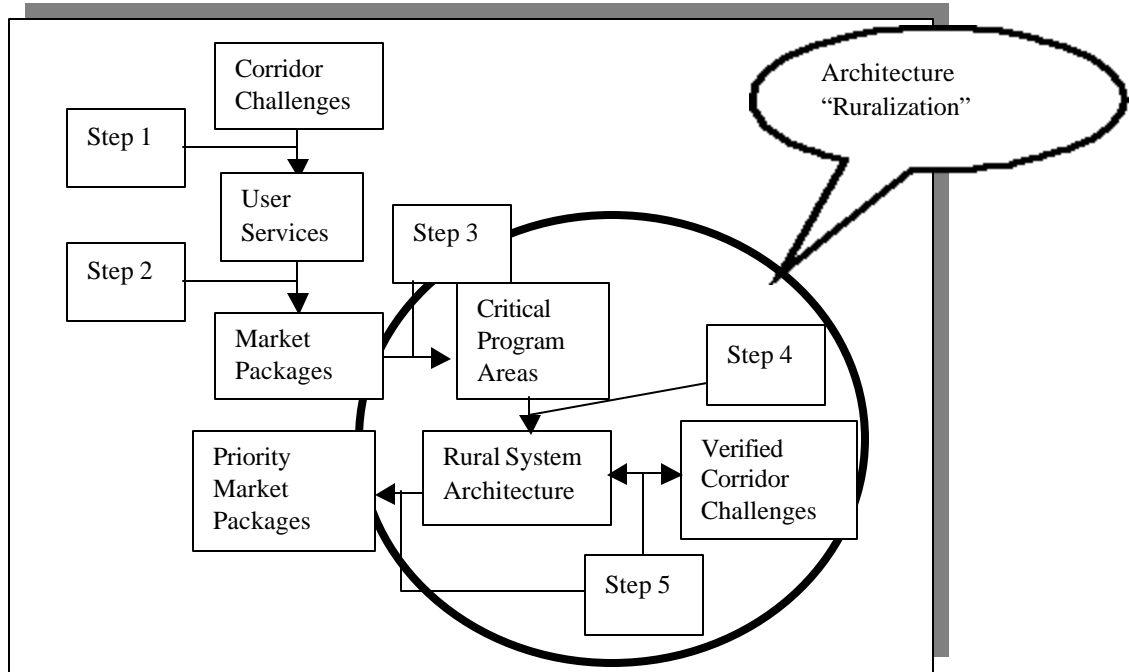 Corridor
Challenges
Architecture
“Ruralization”
Step 1
User
Services
Step 3
Step 2
Market
Packages
Critical
Program
Areas
Step 4
Priority
Market
Packages
Rural System
Architecture
Verified
Corridor
Challenges
Step 5